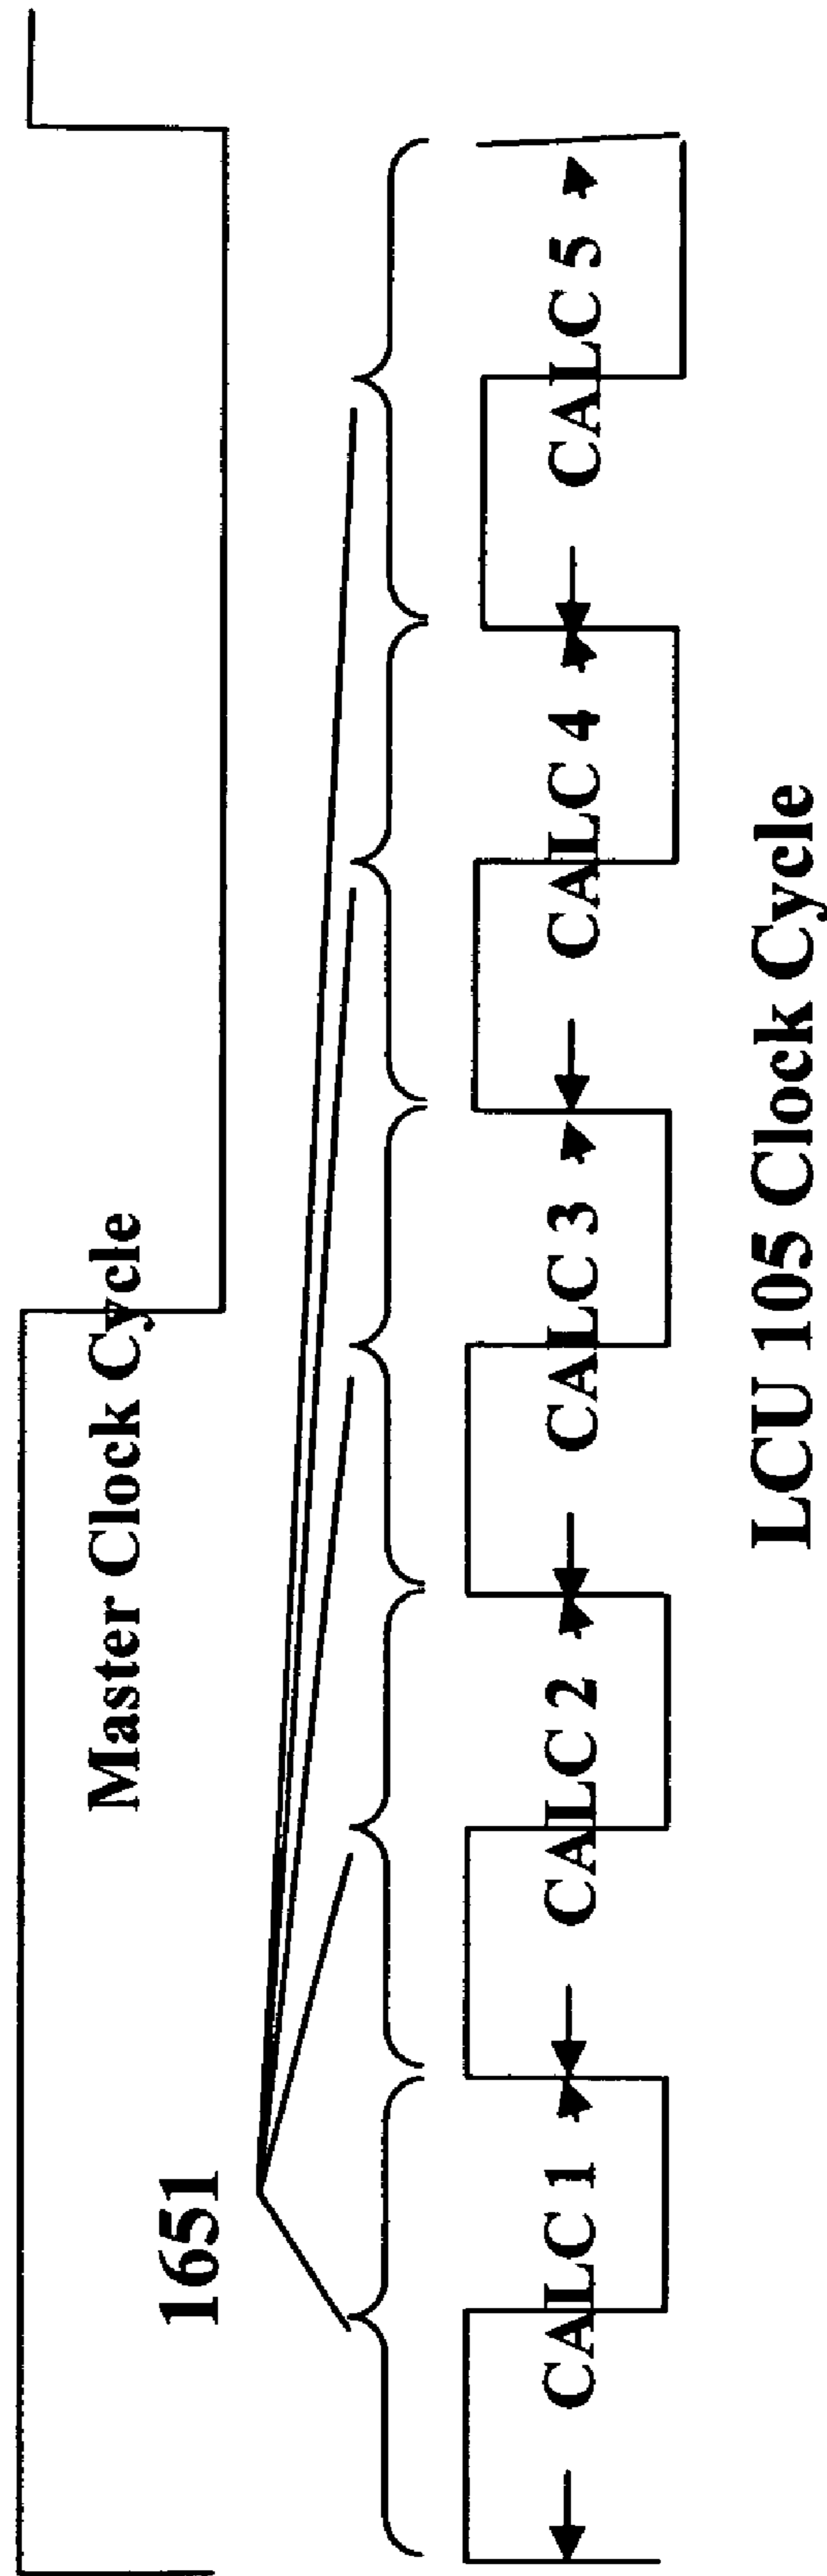 Master Clock Cycle
1651
CALC 1
CALC 2
CALC 3
CALC 4
CALC 5
LCU 105 Clock Cycle